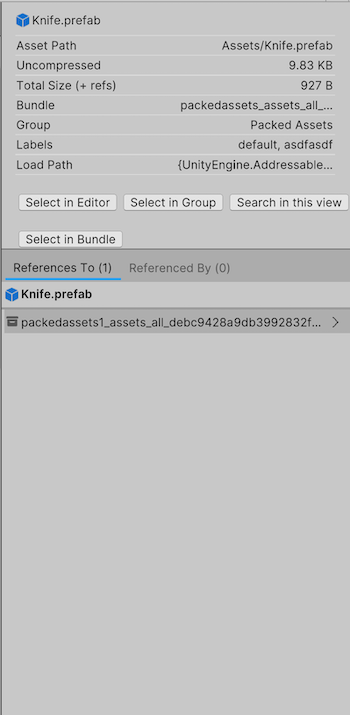 Knife.prefab
Asset Path Assets/Knife.prefab
Uncompressed 9.83 KB
Total Size (+ refs) 927 B
Bundle packedassets_assets_all_...
Group Packed Assets
Labels default, asdfasdf
Load Path {UnityEngine.Addressable...
Select in Editor Select in Group Search in this view
Select in Bundle
References To (1) Referenced By (0)
Knife.prefab
packedassets1_assets_all_debc9428a9db3992832f...